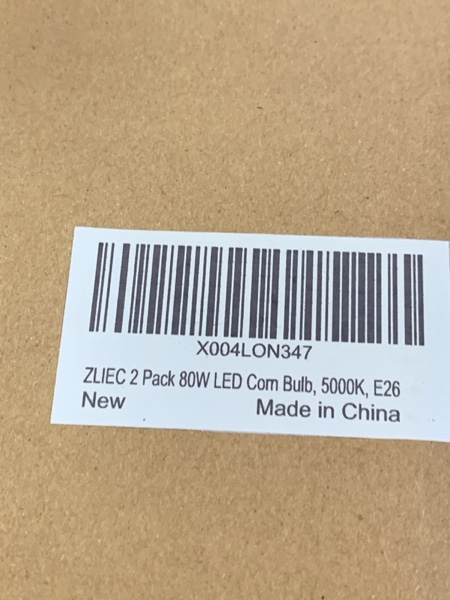 X004LON347
ZLIEC 2 Pack 80W LED Corn Bulb, 5000K, E26
New
Made in China